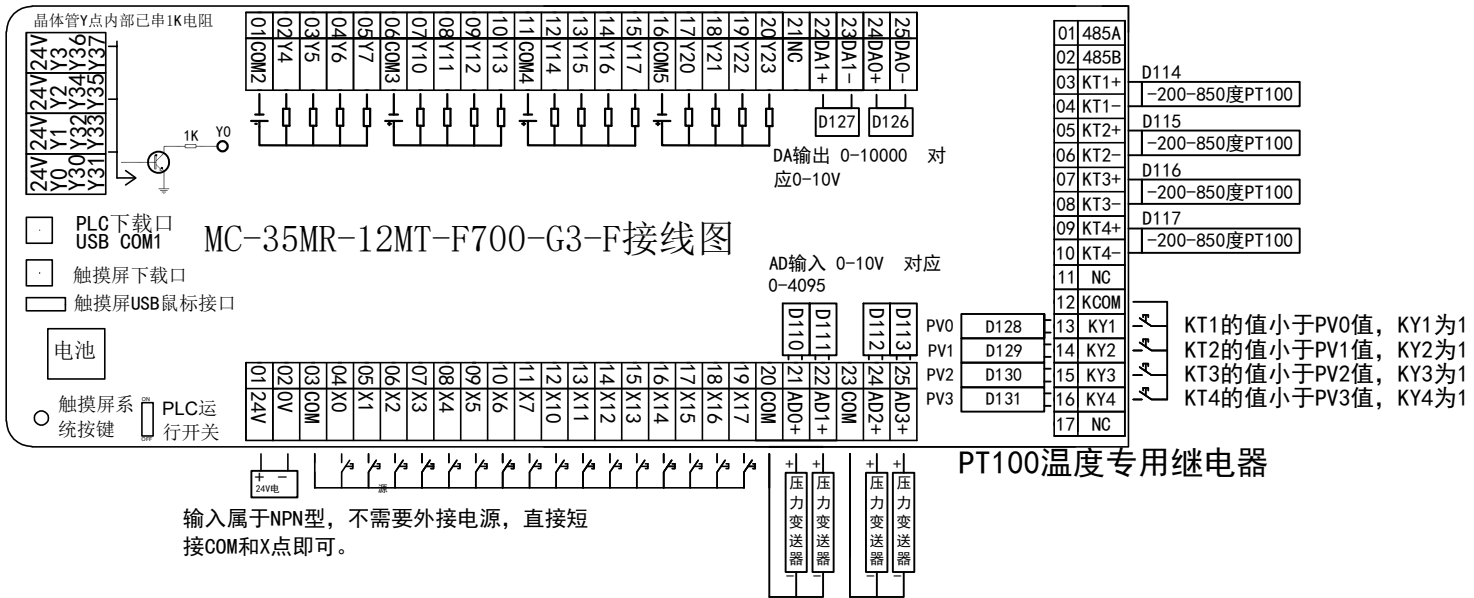 晶体管Y点内部已串1K电阻
24V Y3 Y36 Y37
24V Y2 Y34 Y35
24V Y1 Y32 Y33
24V Y0 Y30 Y31
1K
Y0
01 COM2
02 Y4
03 Y5
04 Y6
05 Y7
06 COM3
07 Y10
08 Y11
09 Y12
10 Y13
11 COM4
12 Y14
13 Y15
14 Y16
15 Y17
16 COM5
17 Y20
18 Y21
19 Y22
20 Y23
21 NC
22 DA1+
23 DA1-
24 DA0+
25 DA0-
D127
D126
DA输出 0-10000 对
应0-10V
01 485A
02 485B
03 KT1+
04 KT1-
05 KT2+
06 KT2-
07 KT3+
08 KT3-
09 KT4+
10 KT4-
11 NC
12 KCOM
13 KY1
14 KY2
15 KY3
16 KY4
17 NC
D114
-200-850度PT100
D115
-200-850度PT100
D116
-200-850度PT100
D117
-200-850度PT100
PLC下载口
USB COM1
触摸屏下载口
触摸屏USB鼠标接口
MC-35MR-12MT-F700-G3-F接线图
AD输入 0-10V 对应
0-4095
D110
D111
D112
D113
PV0 D128
PV1 D129
PV2 D130
PV3 D131
KT1的值小于PV0值，KY1为1
KT2的值小于PV1值，KY2为1
KT3的值小于PV2值，KY3为1
KT4的值小于PV3值，KY4为1
电池
触摸屏系
统按键
ON
OFF
PLC运
行开关
01 24V
02 0V
03 COM
04 X0
05 X1
06 X2
07 X3
08 X4
09 X5
10 X6
11 X7
12 X10
13 X11
14 X12
15 X13
16 X14
17 X15
18 X16
19 X17
20 COM
21 AD0+
22 AD1+
23 COM
24 AD2+
25 AD3+
PT100温度专用继电器
+ -
24V电
源
+
压力变送器
-
+
压力变送器
+
压力变送器
-
+
压力变送器
-
输入属于NPN型，不需要外接电源，直接短
接COM和X点即可。